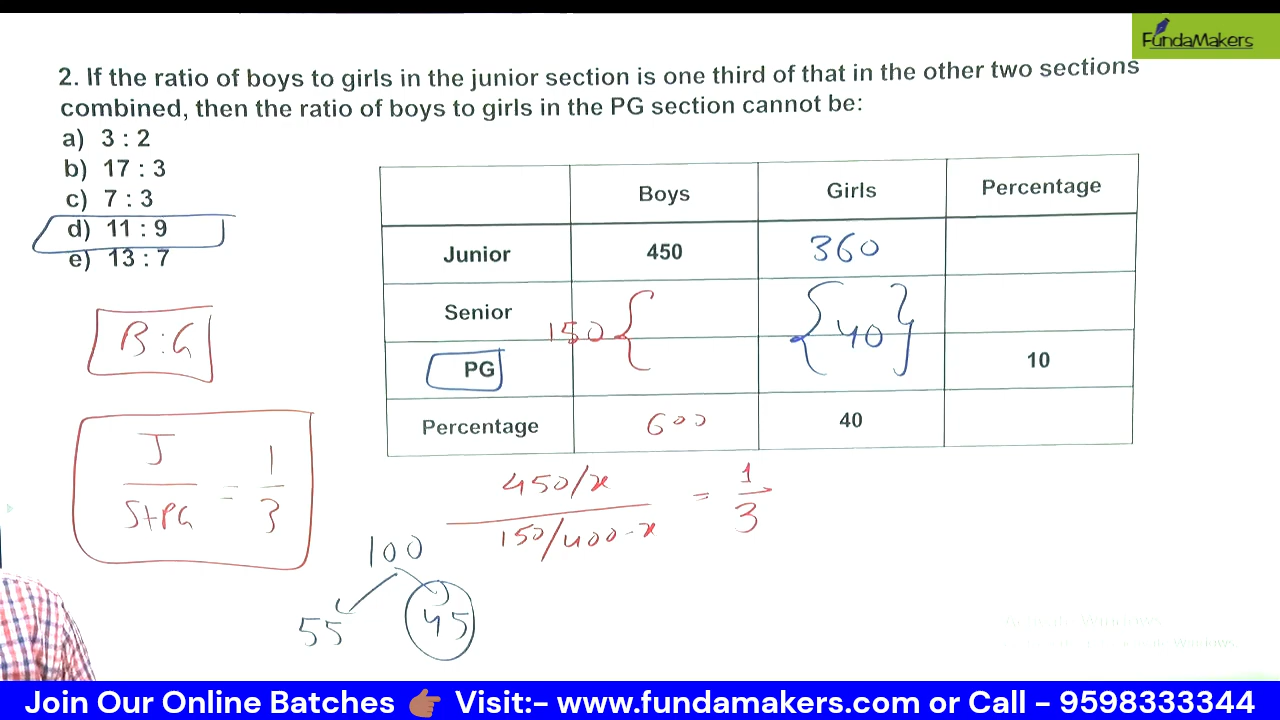 FundaMakers
2. If the ratio of boys to girls in the junior section is one third of that in the other two sections
combined, then the ratio of boys to girls in the PG section cannot be:
a) 3 : 2
b) 17 : 3
c) 7 : 3
d) 11 : 9
e) 13 : 7
Boys Girls Percentage
Junior 450 360
Senior
150 40
PG 10
Percentage 600 40
B:G
J / S+PG = 1/3
450/x
150/400-x
= 1/3
100
55 45
Join Our Online Batches Visit:- www.fundamakers.com or Call - 9598333344